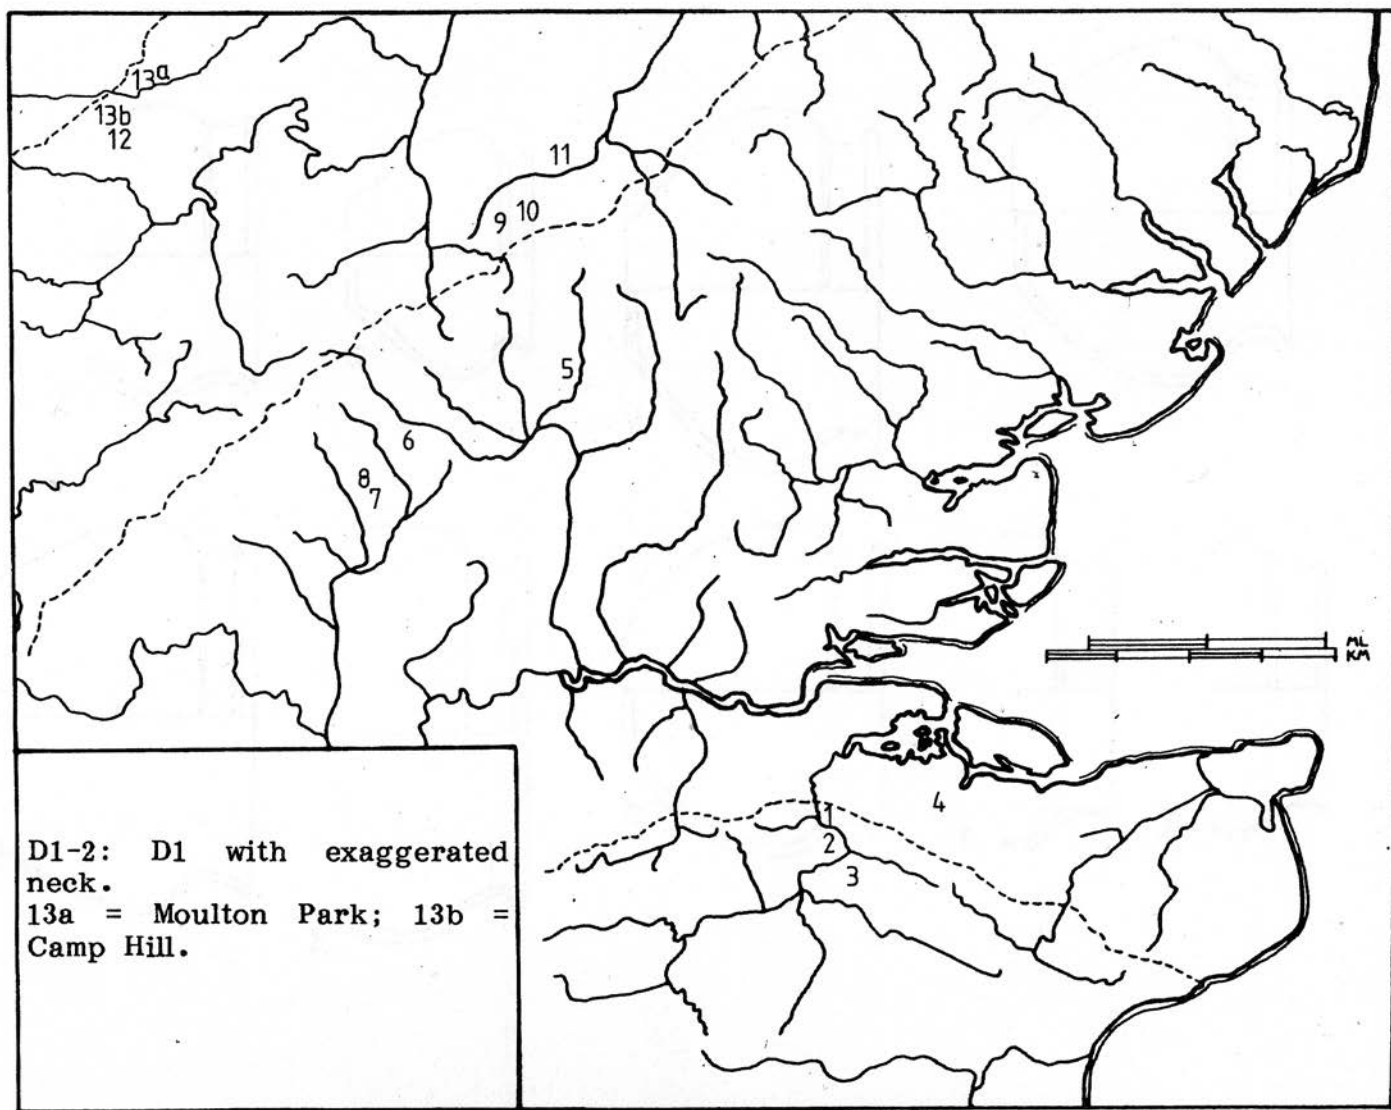 13a
13b
12
11
10
9
5
6
8
7
ML
KM
4
1
2
3
D1-2: D1 with exaggerated
neck.
13a = Moulton Park; 13b =
Camp Hill.